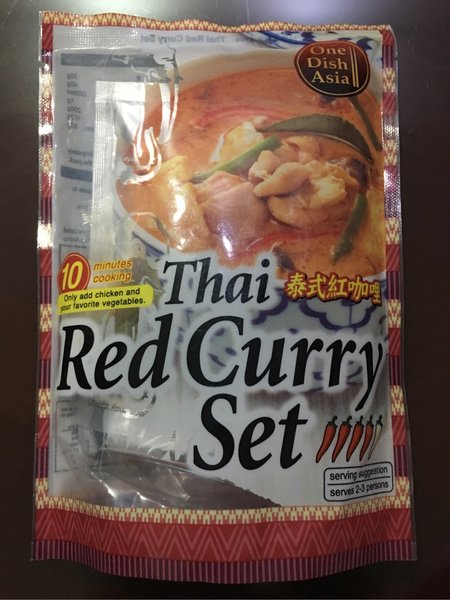 Thai Red Curry Set
One
Dish
Asia
10 minutes
cooking
Only add chicken and
your favorite vegetables.
Thai
泰式紅咖喱
Red Curry
Set
serving suggestion
serves 2-3 persons